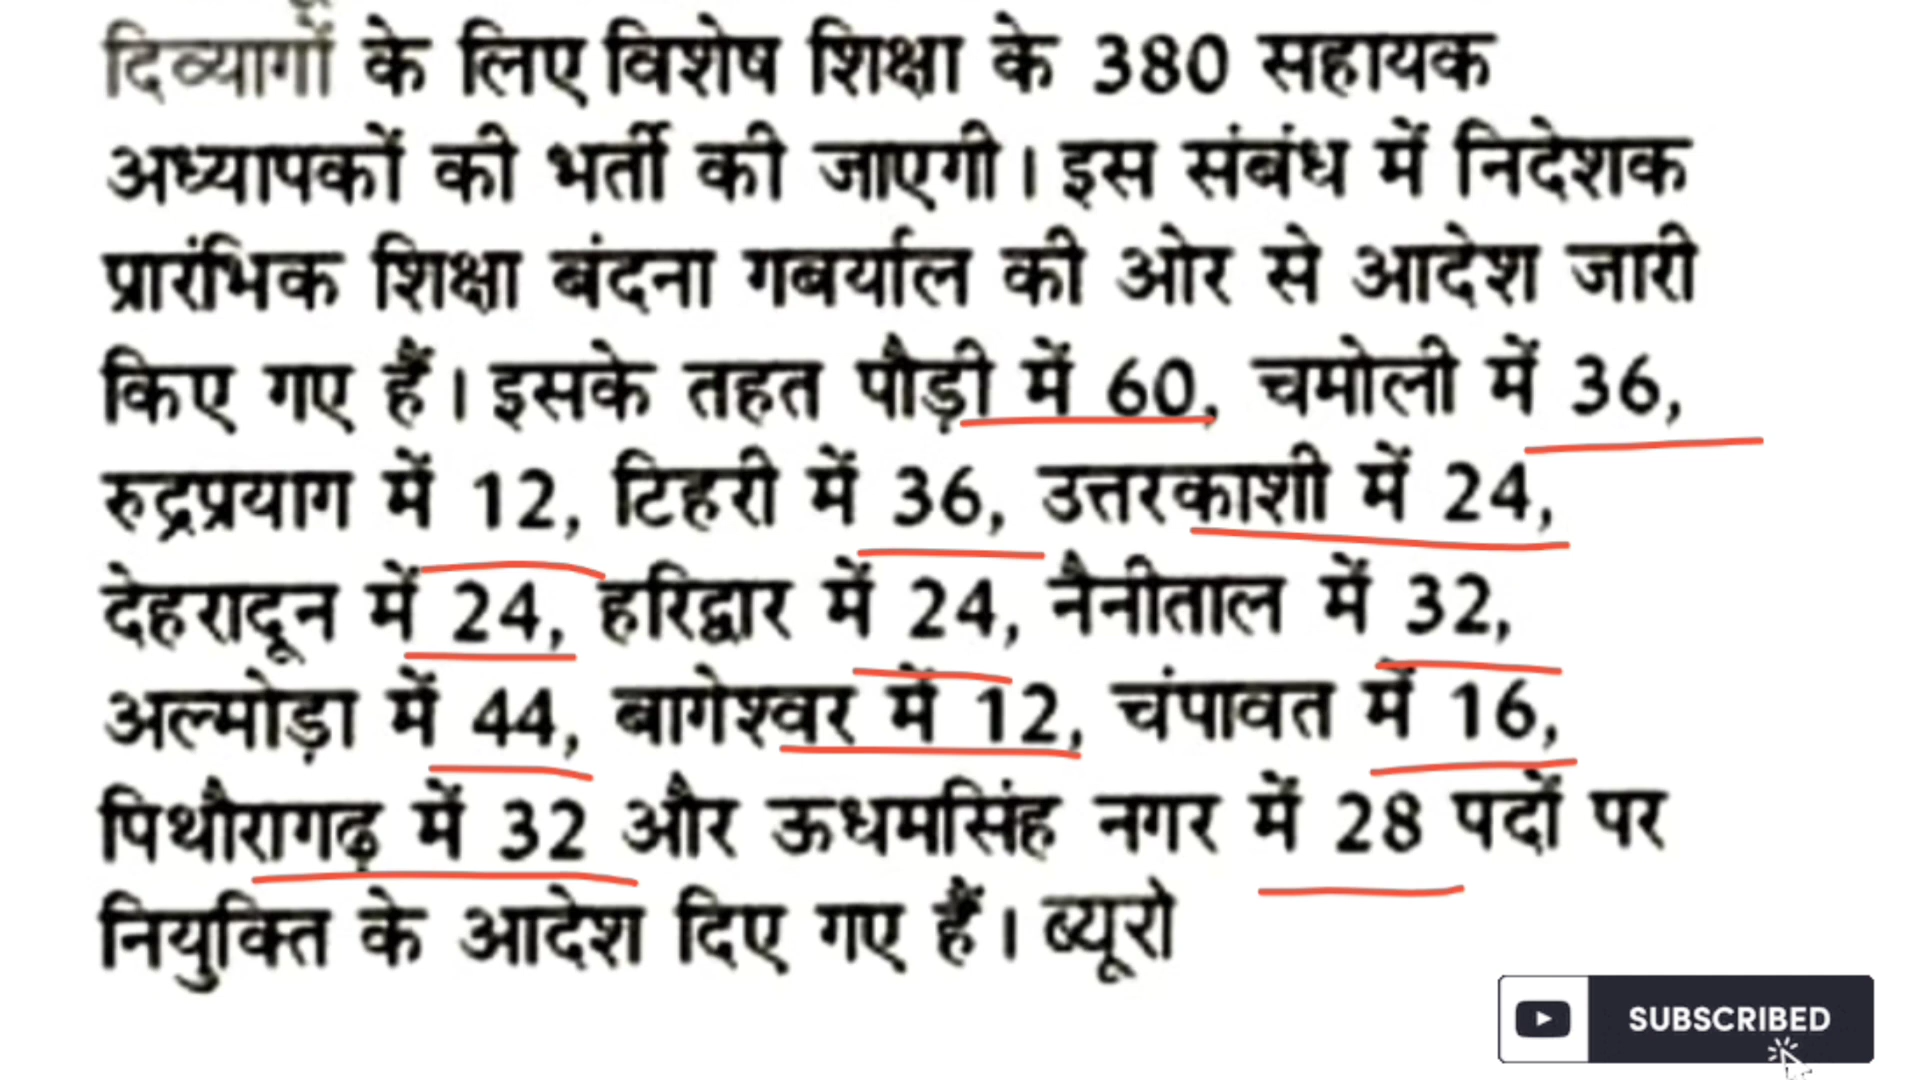 दिव्यागों के लिए विशेष शिक्षा के 380 सहायक
अध्यापकों की भर्ती की जाएगी। इस संबंध में निदेशक
प्रारंभिक शिक्षा बंदना गबर्याल की ओर से आदेश जारी
किए गए हैं। इसके तहत पौड़ी में 60, चमोली में 36,
रुद्रप्रयाग में 12, टिहरी में 36, उत्तरकाशी में 24,
देहरादून में 24, हरिद्वार में 24, नैनीताल में 32,
अल्मोड़ा में 44, बागेश्वर में 12, चंपावत में 16,
पिथौरागढ़ में 32 और ऊधमसिंह नगर में 28 पदों पर
नियुक्ति के आदेश दिए गए हैं। ब्यूरो
SUBSCRIBED